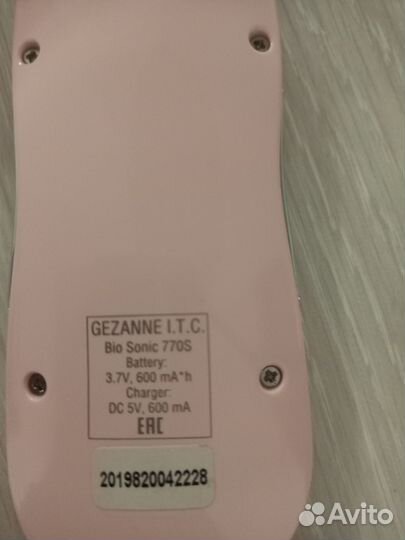 GEZANNE I.T.C.
Bio Sonic 770S
Battery:
3.7V, 600 mA*h
Charger:
DC 5V, 600 mA
EAC
2019820042228
Avito